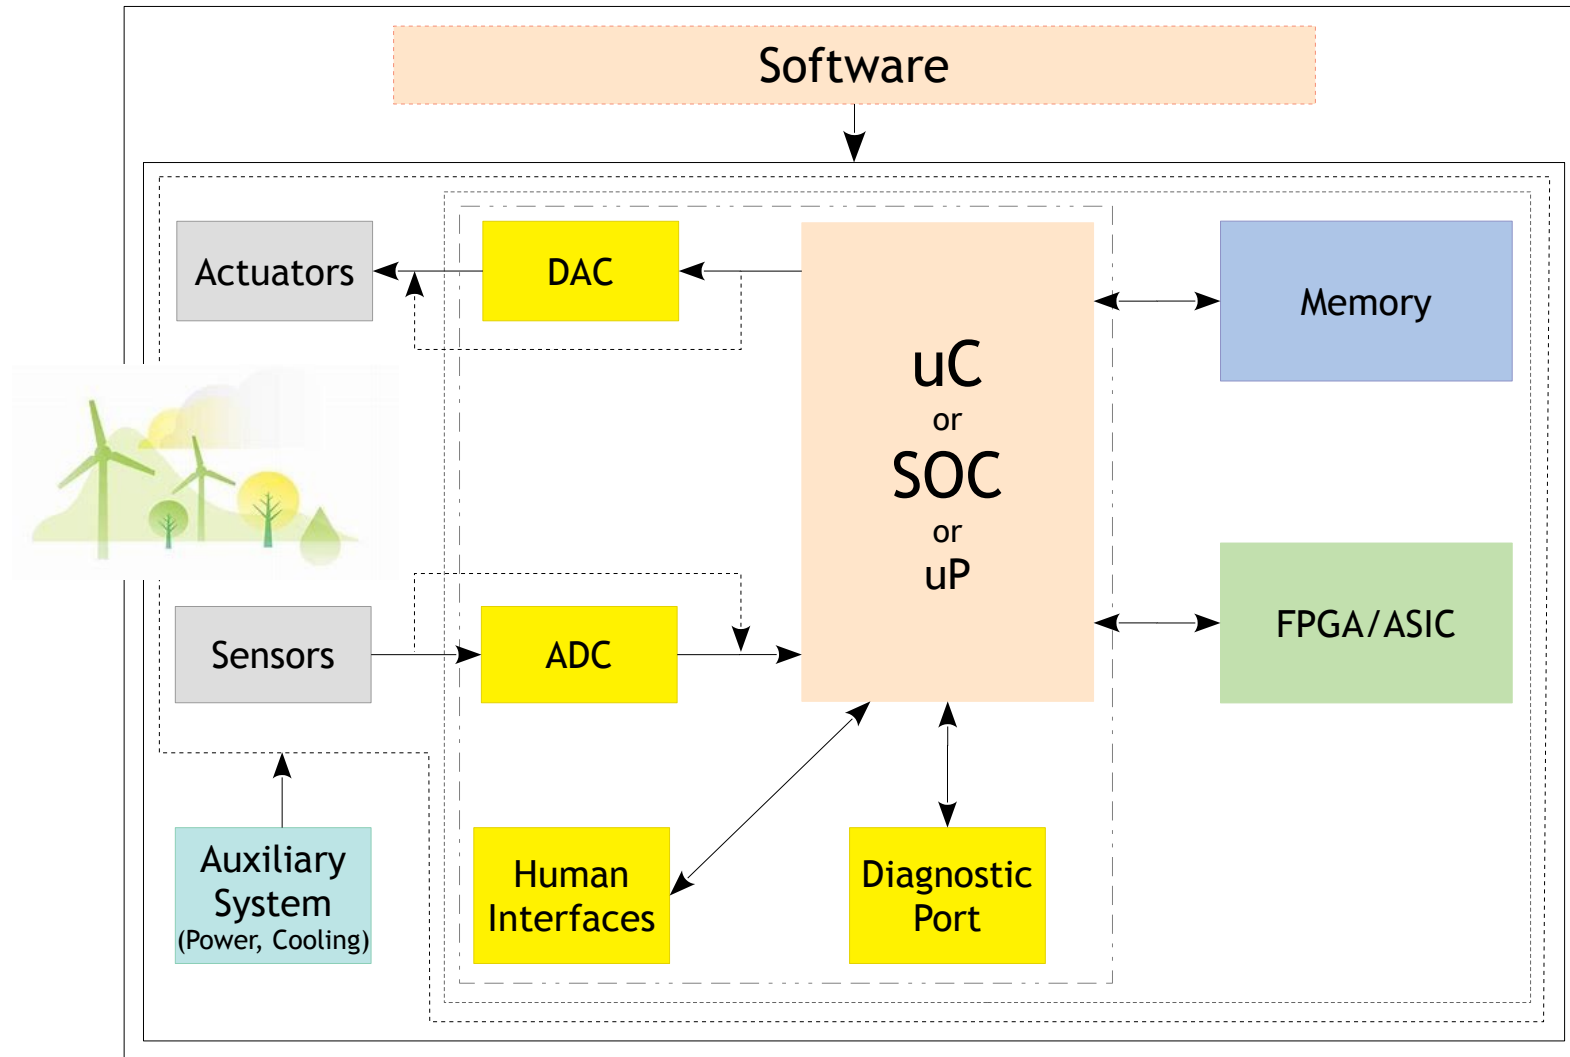 Software
Actuators
DAC
Memory
uC
or
SOC
or
uP
Sensors
ADC
FPGA/ASIC
Auxiliary
System
(Power, Cooling)
Human
Interfaces
Diagnostic
Port